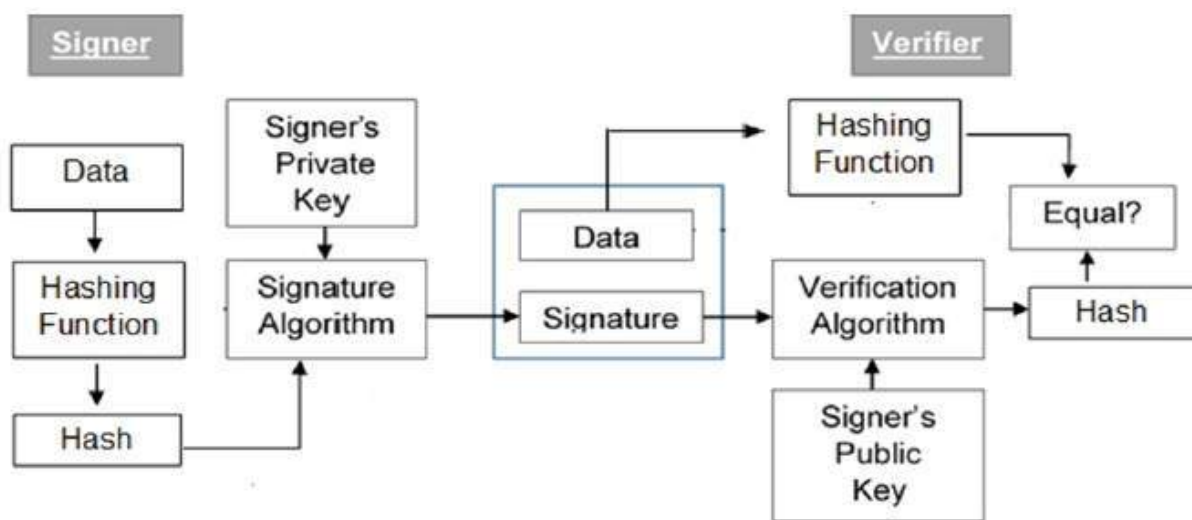 Signer
Verifier
Data
Hashing
Function
Hash
Signer's
Private
Key
Signature
Algorithm
Data
Signature
Hashing
Function
Verification
Algorithm
Signer's
Public
Key
Equal?
Hash